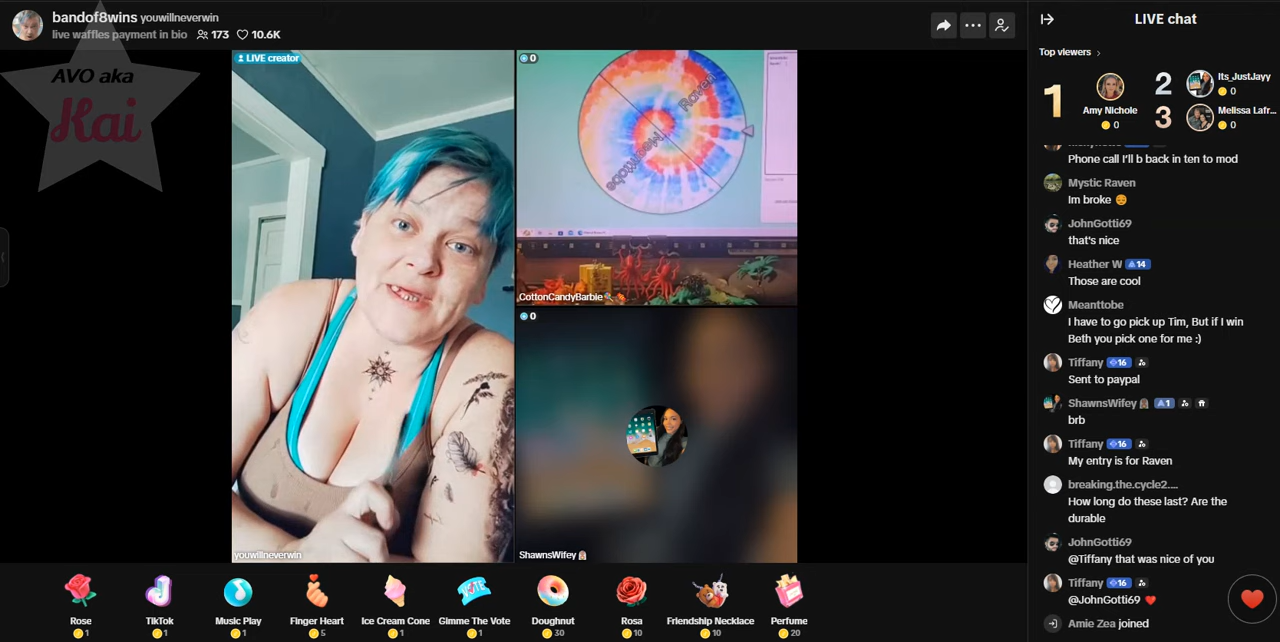 bandof8wins youwillneverwin
live waffles payment in bio 173 10.6K
AVO aka
Kai
LIVE creator
youwillneverwin
0
Raven
Meanttobe
CottonCandyBarbie
0
ShawnsWifey
Rose
1
TikTok
1
Music Play
1
Finger Heart
5
Ice Cream Cone
1
GImme The Vote
1
Doughnut
30
Rosa
10
Friendship Necklace
10
Perfume
20
LIVE chat
Top viewers
1
Amy Nichole
0
2
Its_JustJayy
0
3
Melissa Lafr...
0
Phone call I'll b back in ten to mod
Mystic Raven
Im broke 😔
JohnGotti69
that's nice
Heather W 14
Those are cool
Meanttobe
I have to go pick up Tim, But if I win
Beth you pick one for me :)
Tiffany 16
Sent to paypal
ShawnsWifey 1
brb
Tiffany 16
My entry is for Raven
breaking.the.cycle2....
How long do these last? Are the
durable
JohnGotti69
@Tiffany that was nice of you
Tiffany 16
@JohnGotti69 ❤️
Amie Zea joined